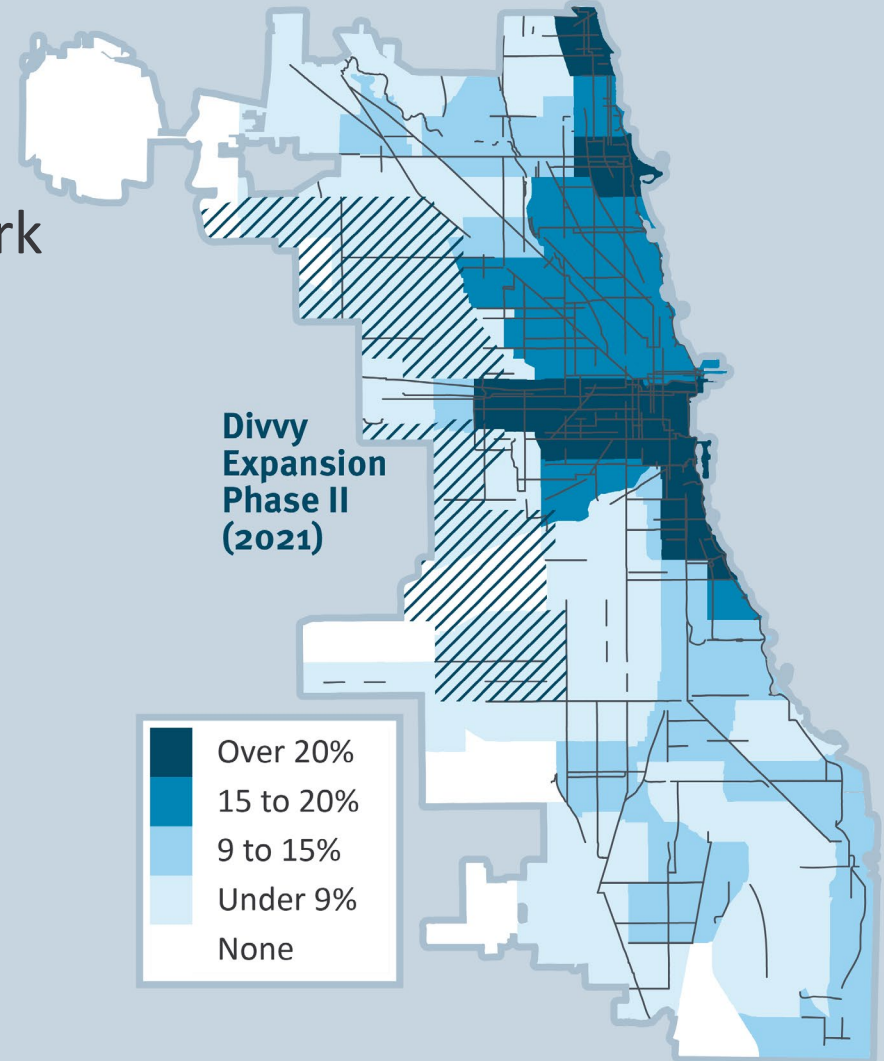 rk
Divvy
Expansion
Phase II
(2021)
Over 20%
15 to 20%
9 to 15%
Under 9%
None